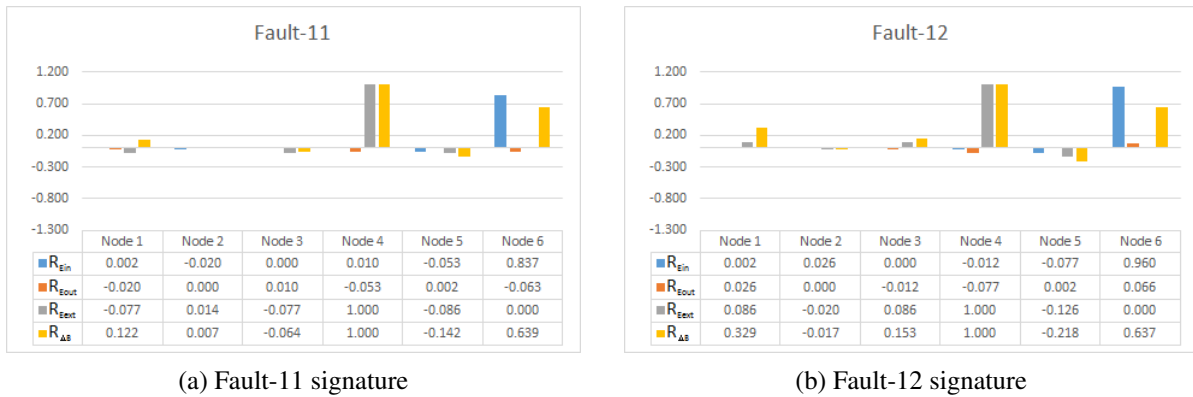 Fault-11
1.200
0.700
0.200
-0.300
-0.800
-1.300
Node 1 Node 2 Node 3 Node 4 Node 5 Node 6
R_Ein 0.002 -0.020 0.000 0.010 -0.053 0.837
R_Eout -0.020 0.000 0.010 -0.053 0.002 -0.063
R_Eext -0.077 0.014 -0.077 1.000 -0.086 0.000
R_ΔB 0.122 0.007 -0.064 1.000 -0.142 0.639
(a) Fault-11 signature
Fault-12
1.200
0.700
0.200
-0.300
-0.800
-1.300
Node 1 Node 2 Node 3 Node 4 Node 5 Node 6
R_Ein 0.002 0.026 0.000 -0.012 -0.077 0.960
R_Eout 0.026 0.000 -0.012 -0.077 0.002 0.066
R_Eext 0.086 -0.020 0.086 1.000 -0.126 0.000
R_ΔB 0.329 -0.017 0.153 1.000 -0.218 0.637
(b) Fault-12 signature